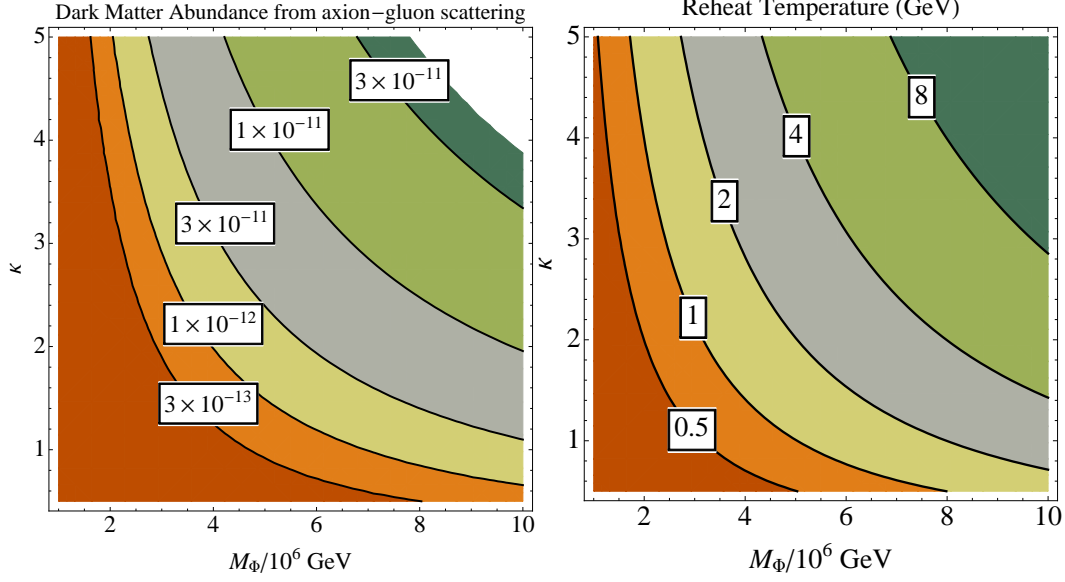 Dark Matter Abundance from axion−gluon scattering
5
4
3
2
1
κ
3×10⁻¹¹
1×10⁻¹¹
3×10⁻¹¹
1×10⁻¹²
3×10⁻¹³
2 4 6 8 10
M_Φ/10⁶ GeV
Reheat Temperature (GeV)
5
4
3
2
1
κ
8
4
2
1
0.5
2 4 6 8 10
M_Φ/10⁶ GeV